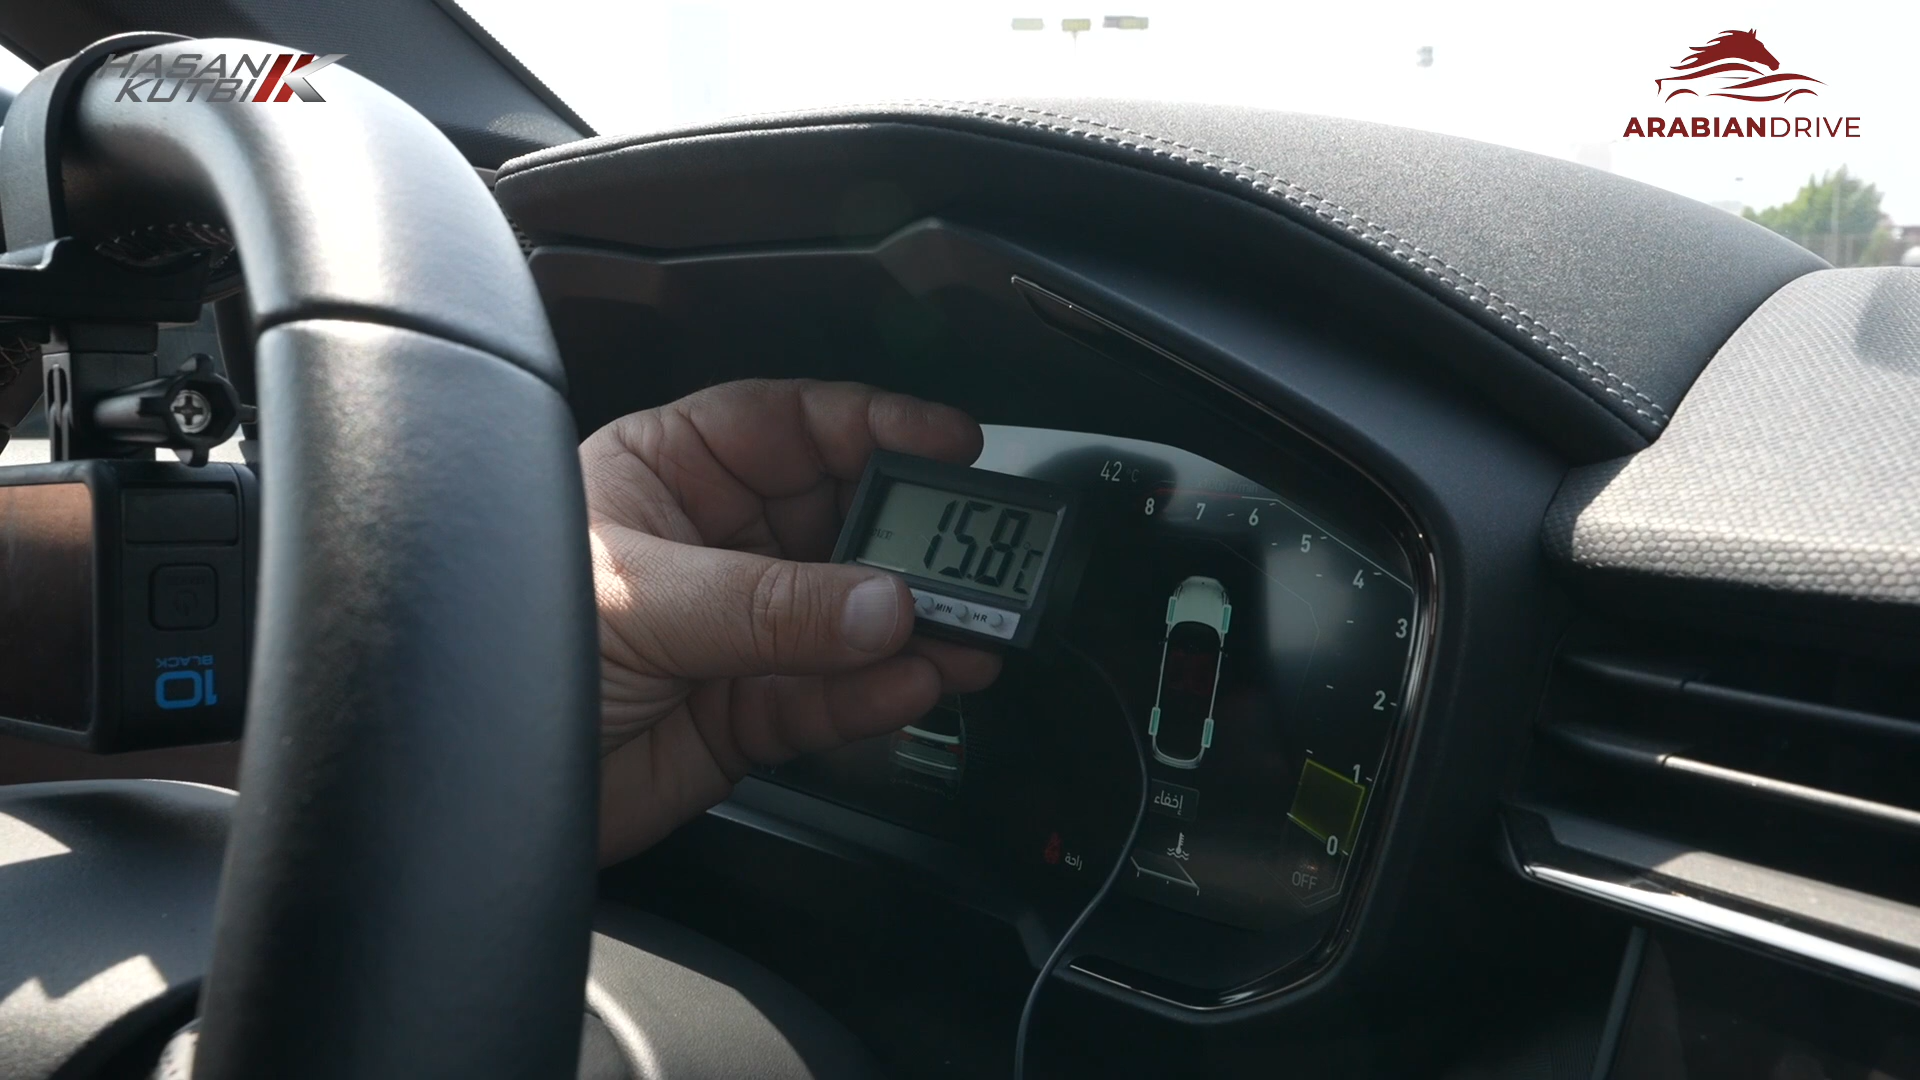 HASAN
KUTBI
ARABIANDRIVE
42 °C
8
7
6
5
4
3
2
1
0
OFF
15.8°C
MIN
HR
إخفاء
راحة
10
BLACK